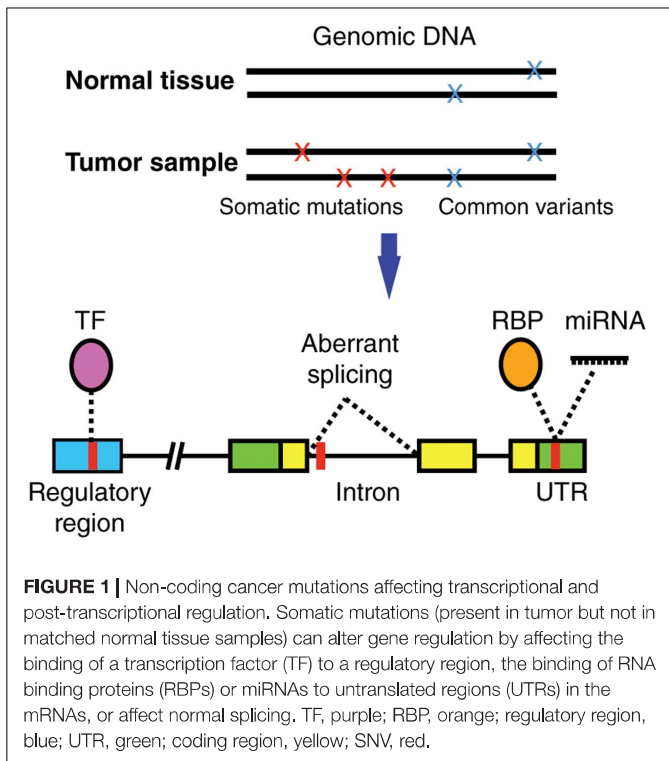 Genomic DNA
Normal tissue
Tumor sample
Somatic mutations Common variants
TF
RBP miRNA
Aberrant
splicing
Regulatory
region
Intron
UTR
FIGURE 1 | Non-coding cancer mutations affecting transcriptional and
post-transcriptional regulation. Somatic mutations (present in tumor but not in
matched normal tissue samples) can alter gene regulation by affecting the
binding of a transcription factor (TF) to a regulatory region, the binding of RNA
binding proteins (RBPs) or miRNAs to untranslated regions (UTRs) in the
mRNAs, or affect normal splicing. TF, purple; RBP, orange; regulatory region,
blue; UTR, green; coding region, yellow; SNV, red.